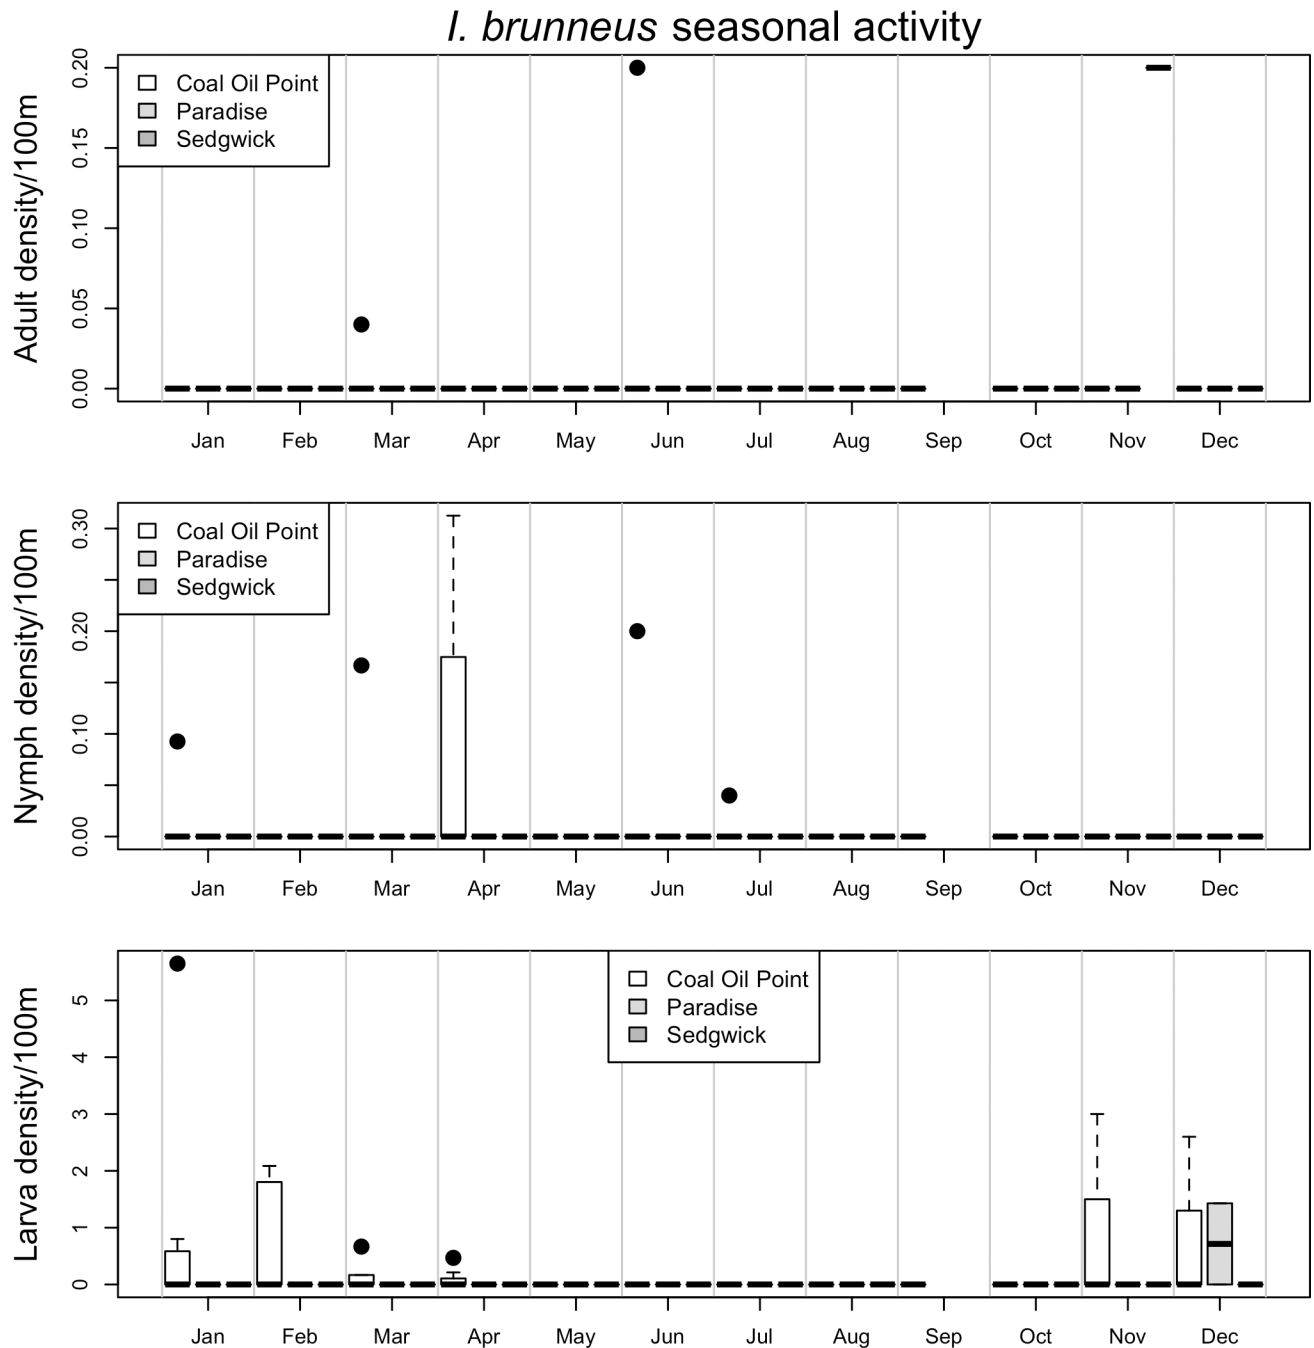 I. brunneus seasonal activity
Adult density/100m
0.20
0.15
0.10
0.05
0.00
Coal Oil Point
Paradise
Sedgwick
Jan Feb Mar Apr May Jun Jul Aug Sep Oct Nov Dec
Nymph density/100m
0.30
0.20
0.10
0.00
Coal Oil Point
Paradise
Sedgwick
Jan Feb Mar Apr May Jun Jul Aug Sep Oct Nov Dec
Larva density/100m
5
4
3
2
1
0
Coal Oil Point
Paradise
Sedgwick
Jan Feb Mar Apr May Jun Jul Aug Sep Oct Nov Dec